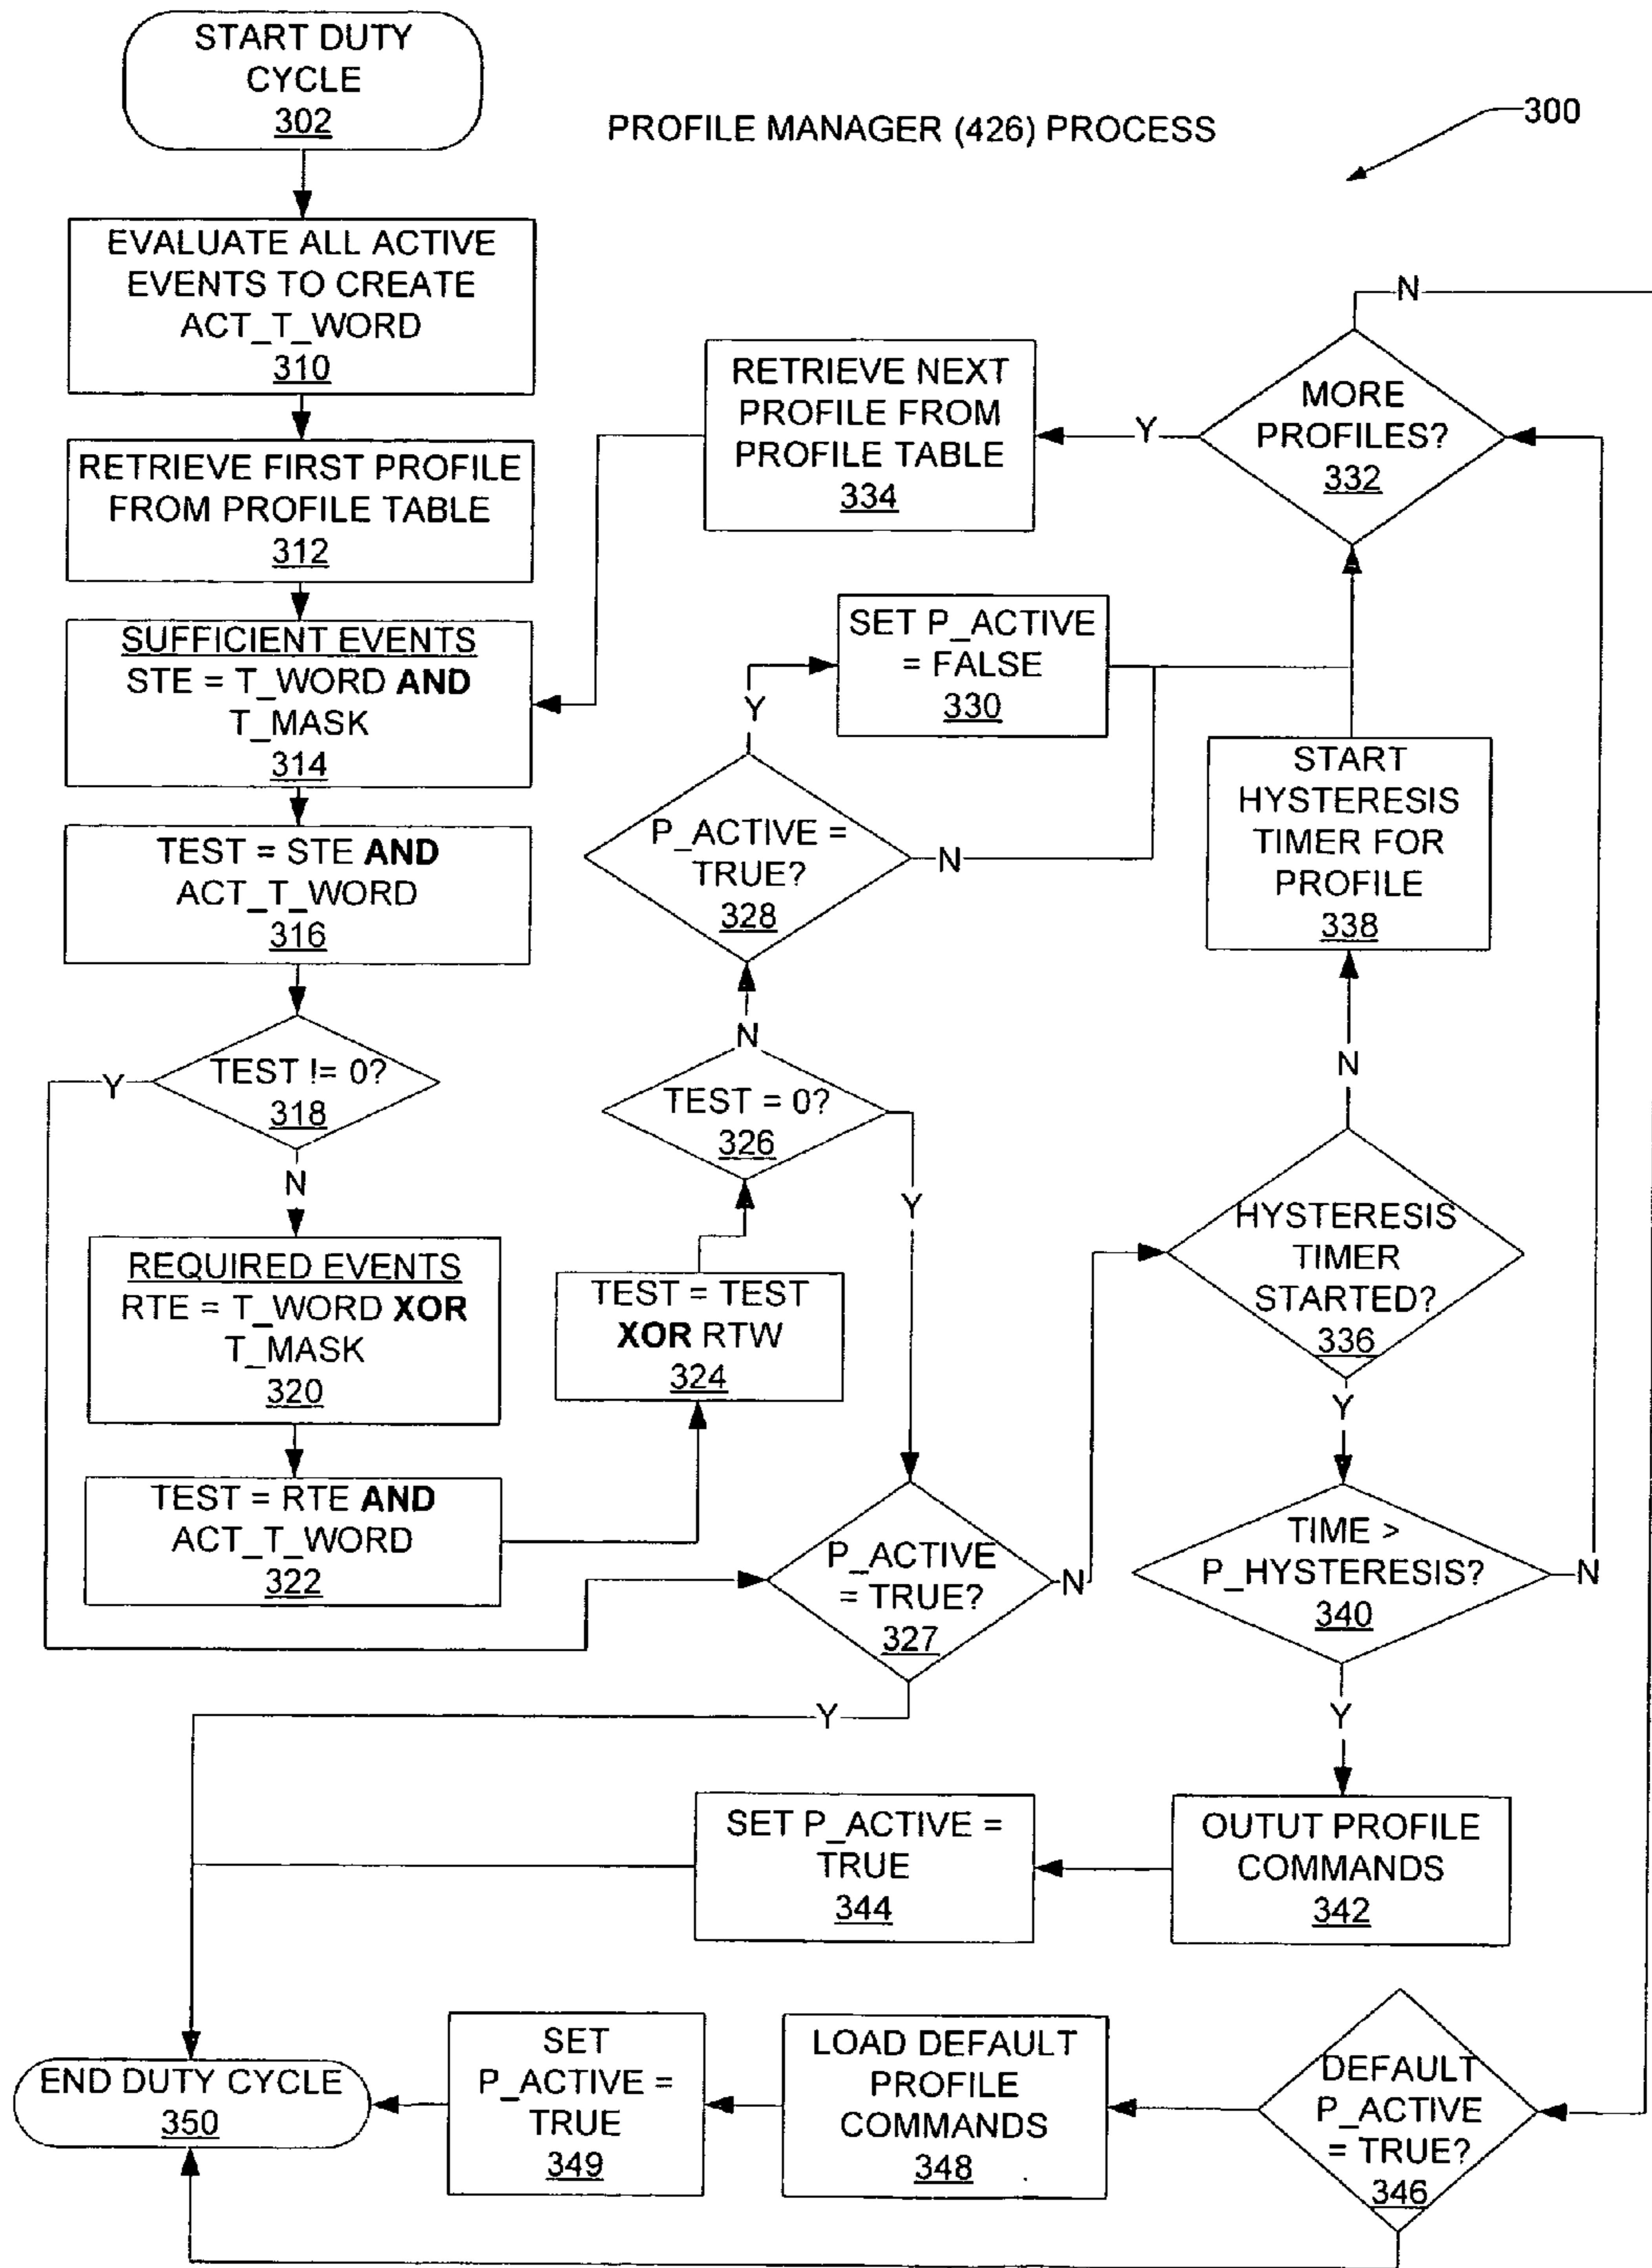 START DUTY
CYCLE
302
PROFILE MANAGER (426) PROCESS
300
EVALUATE ALL ACTIVE
EVENTS TO CREATE
ACT_T_WORD
310
RETRIEVE FIRST PROFILE
FROM PROFILE TABLE
312
SUFFICIENT EVENTS
STE = T_WORD AND
T_MASK
314
TEST = STE AND
ACT_T_WORD
316
TEST != 0?
318
Y
N
REQUIRED EVENTS
RTE = T_WORD XOR
T_MASK
320
TEST = RTE AND
ACT_T_WORD
322
TEST = TEST
XOR RTW
324
TEST = 0?
326
N
Y
P_ACTIVE =
TRUE?
328
Y
N
SET P_ACTIVE
= FALSE
330
MORE
PROFILES?
332
N
Y
RETRIEVE NEXT
PROFILE FROM
PROFILE TABLE
334
START
HYSTERESIS
TIMER FOR
PROFILE
338
N
HYSTERESIS
TIMER
STARTED?
336
Y
P_ACTIVE
= TRUE?
327
N
Y
TIME >
P_HYSTERESIS?
340
N
Y
OUTUT PROFILE
COMMANDS
342
SET P_ACTIVE =
TRUE
344
DEFAULT
P_ACTIVE
= TRUE?
346
LOAD DEFAULT
PROFILE
COMMANDS
348
SET
P_ACTIVE =
TRUE
349
END DUTY CYCLE
350